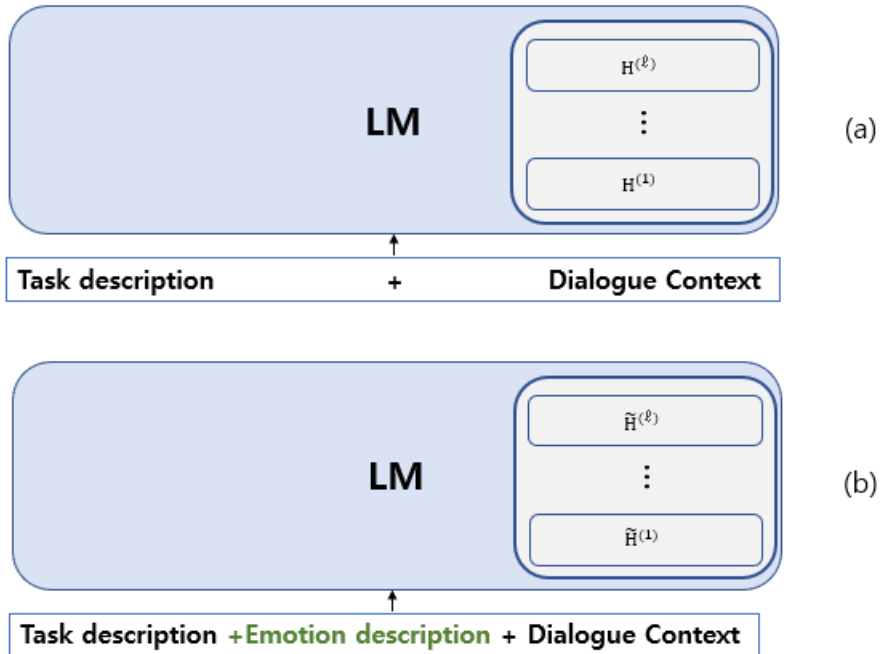 H^(ℓ)
⋮
LM
(a)
H^(1)
Task description + Dialogue Context
H̃^(ℓ)
⋮
LM
(b)
H̃^(1)
Task description +Emotion description + Dialogue Context